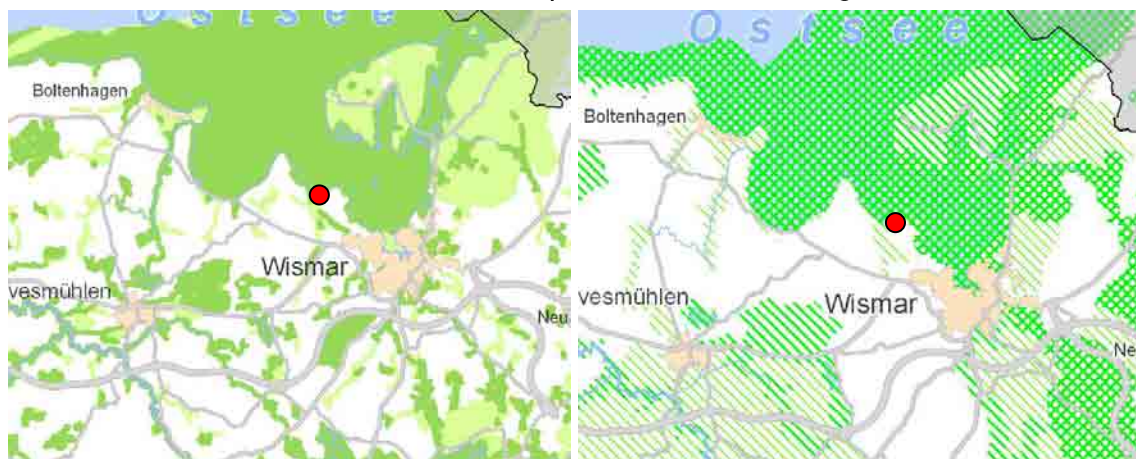 Ostsee
Boltenhagen
Wismar
vesmühlen
Neu
Ostsee
Boltenhagen
Wismar
vesmühlen
Ne